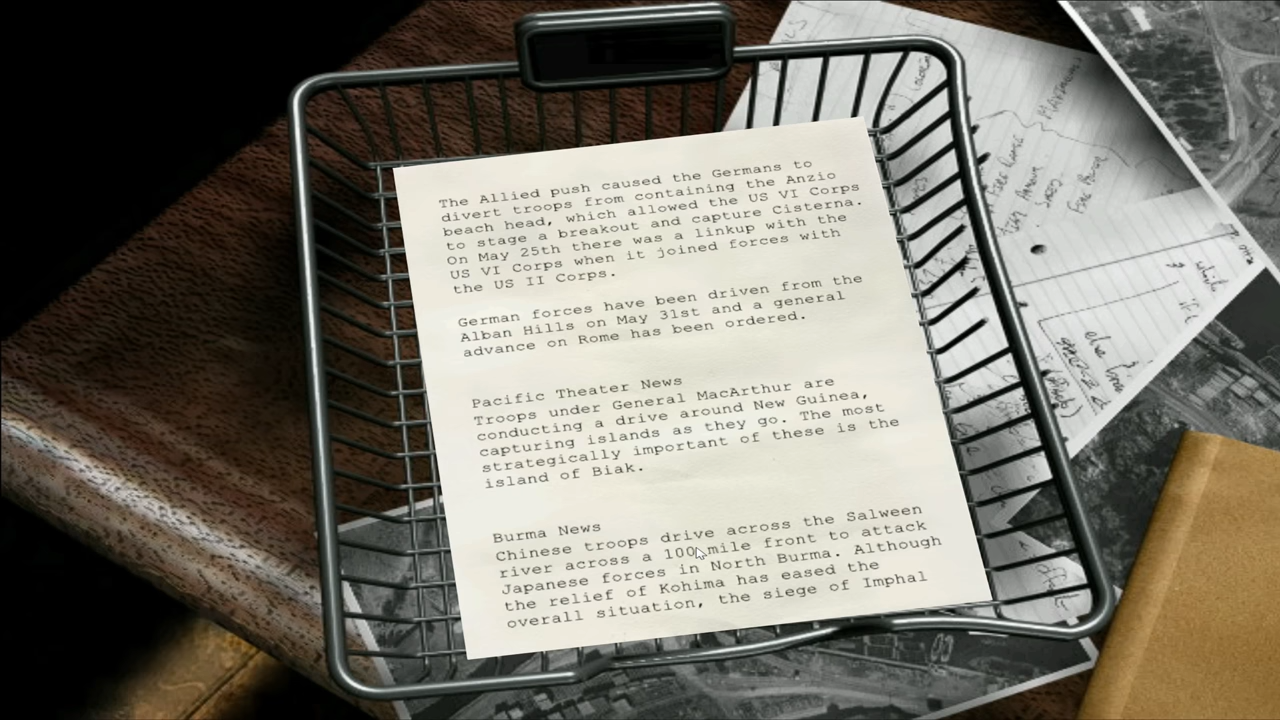 The Allied push caused the Germans to
divert troops from containing the Anzio
beach head, which allowed the US VI Corps
to stage a breakout and capture Cisterna.
On May 25th there was a linkup with the
US VI Corps when it joined forces with
the US II Corps.
German forces have been driven from the
Alban Hills on May 31st and a general
advance on Rome has been ordered.
Pacific Theater News
Troops under General MacArthur are
conducting a drive around New Guinea,
capturing islands as they go. The most
strategically important of these is the
island of Biak.
Burma News
Chinese troops drive across the Salween
river across a 100 mile front to attack
Japanese forces in North Burma. Although
the relief of Kohima has eased the
overall situation, the siege of Imphal